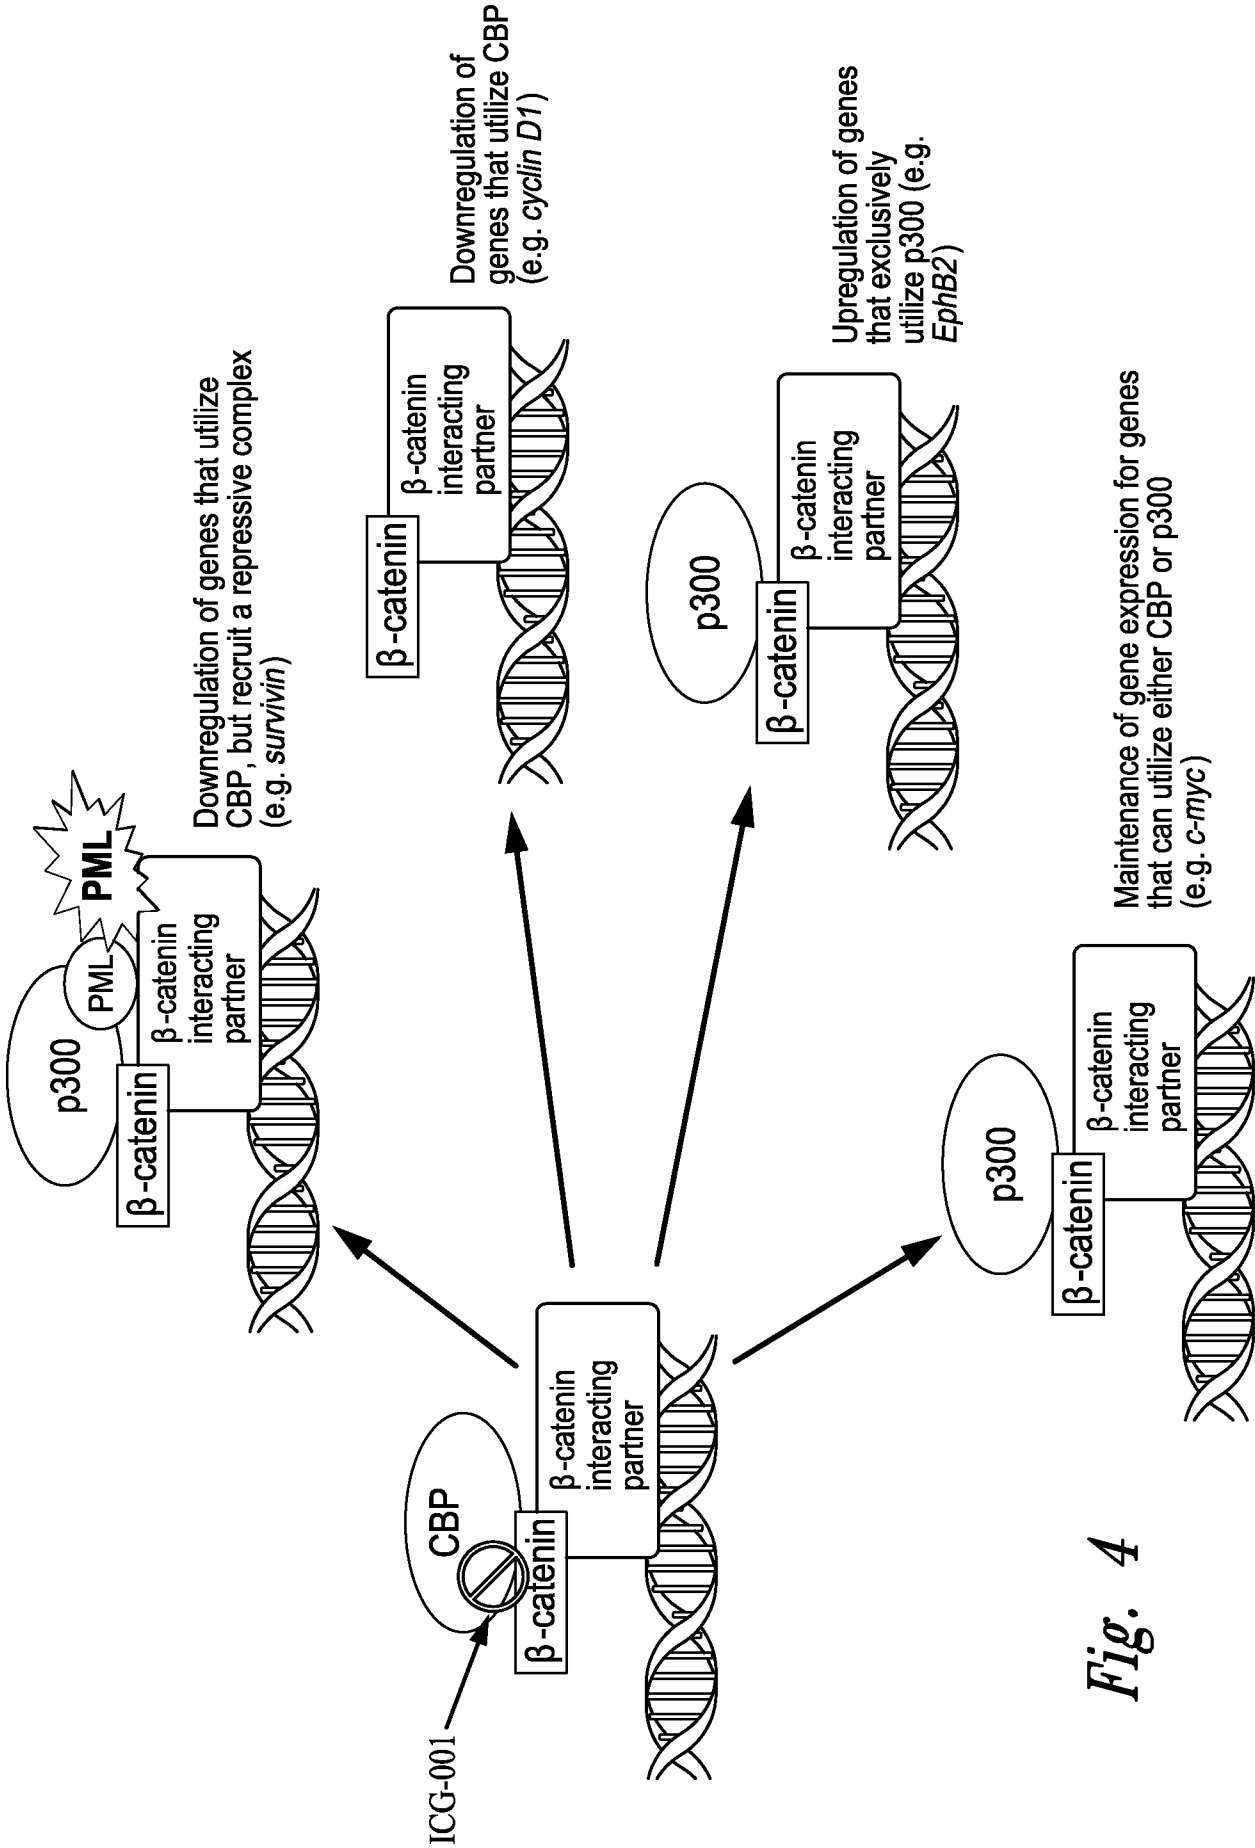 ICG-001
CBP
β-catenin
β-catenin
interacting
partner
p300
PML
PML
β-catenin
β-catenin
interacting
partner
Downregulation of genes that utilize
CBP, but recruit a repressive complex
(e.g. survivin)
β-catenin
β-catenin
interacting
partner
Downregulation of
genes that utilize CBP
(e.g. cyclin D1)
p300
β-catenin
β-catenin
interacting
partner
Upregulation of genes
that exclusively
utilize p300 (e.g.
EphB2)
p300
β-catenin
β-catenin
interacting
partner
Maintenance of gene expression for genes
that can utilize either CBP or p300
(e.g. c-myc)
Fig. 4